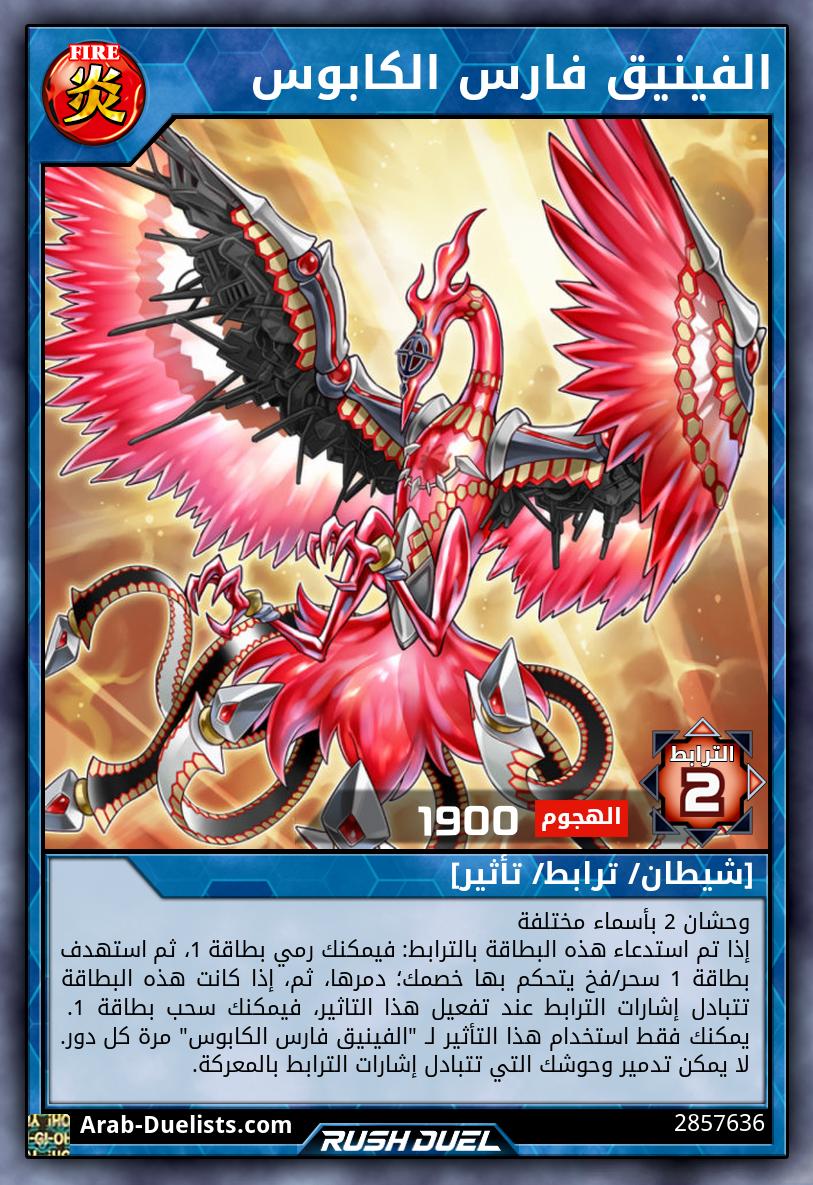 FIRE
炎
الفينيق فارس الكابوس
الترابط
2
الهجوم 1900
[شيطان/ ترابط/ تأثير]
وحشان 2 بأسماء مختلفة
إذا تم استدعاء هذه البطاقة بالترابط: فيمكنك رمي بطاقة 1، ثم استهدف
بطاقة 1 سحر/فخ يتحكم بها خصمك؛ دمرها، ثم، إذا كانت هذه البطاقة
تتبادل إشارات الترابط عند تفعيل هذا التاثير، فيمكنك سحب بطاقة 1.
يمكنك فقط استخدام هذا التأثير لـ "الفينيق فارس الكابوس" مرة كل دور.
لا يمكن تدمير وحوشك التي تتبادل إشارات الترابط بالمعركة.
Arab-Duelists.com
RUSH DUEL
2857636